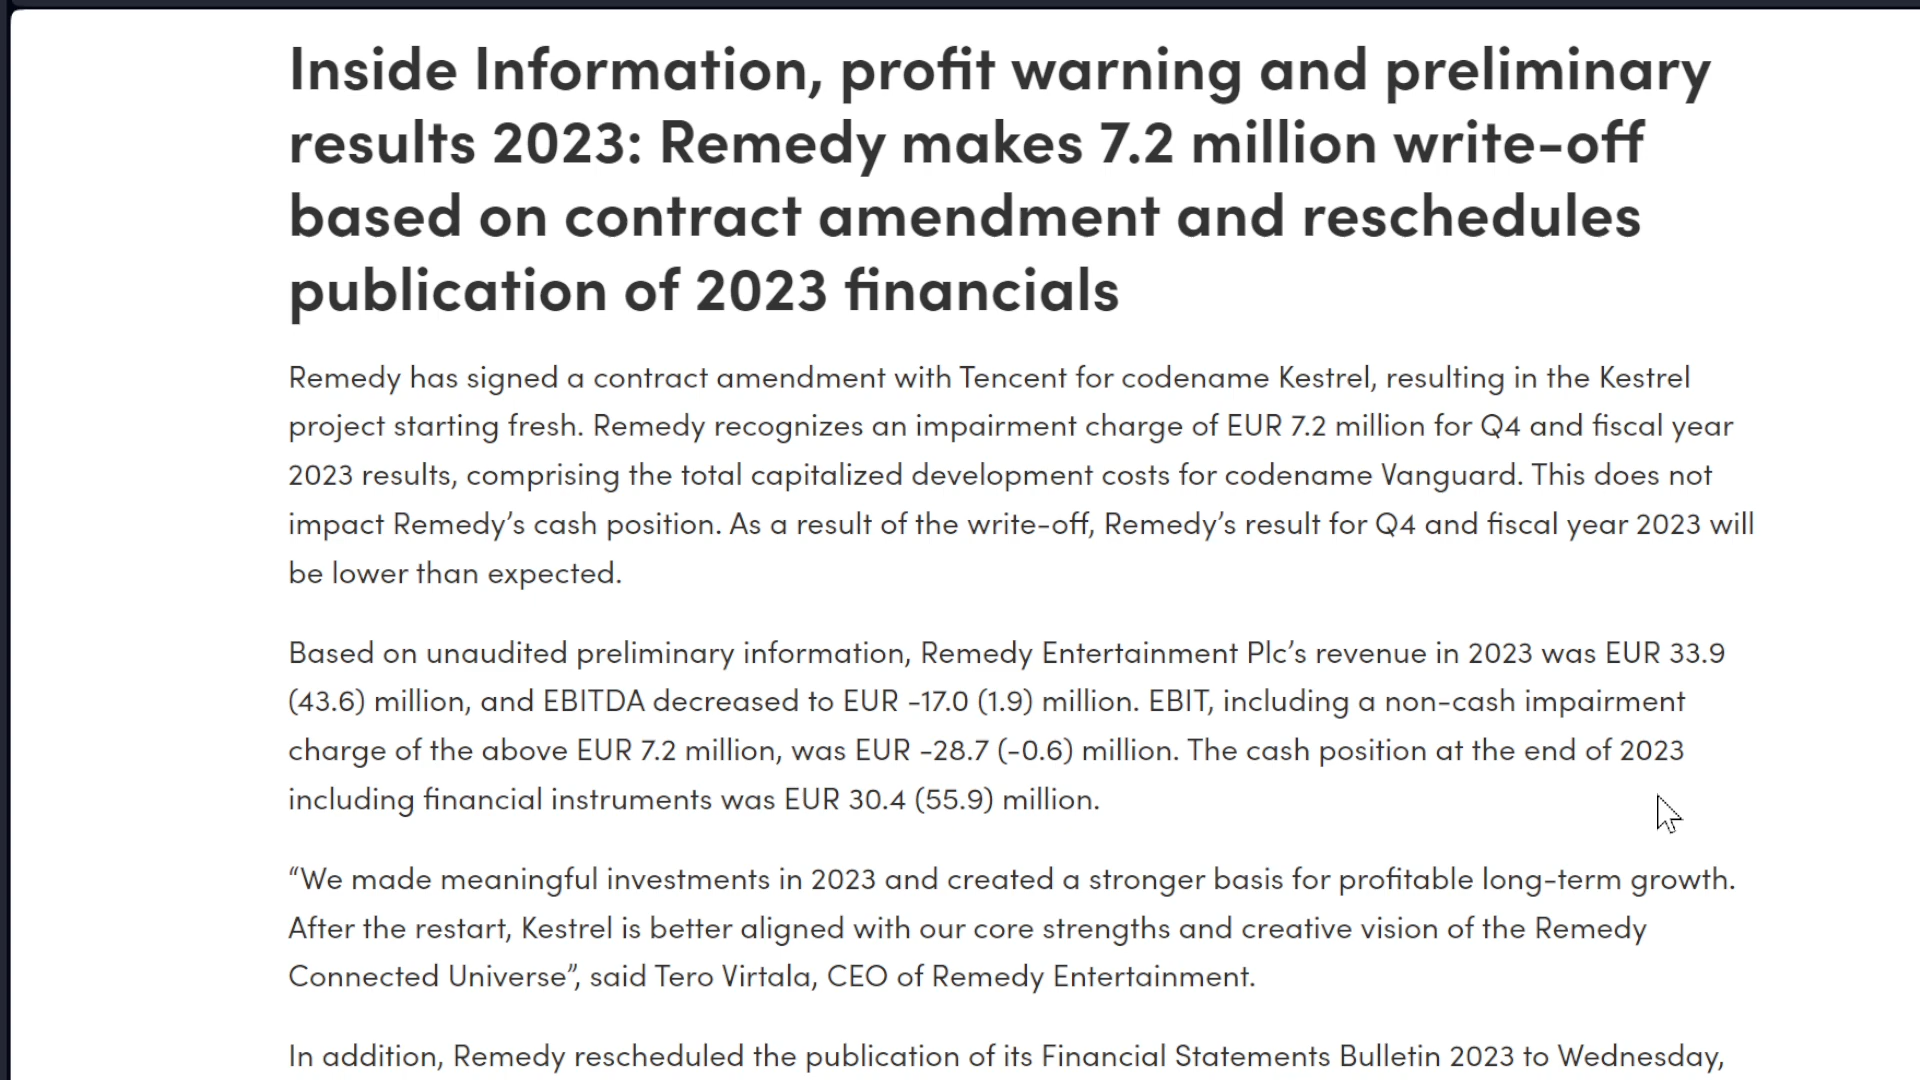 Inside Information, profit warning and preliminary
results 2023: Remedy makes 7.2 million write-off
based on contract amendment and reschedules
publication of 2023 financials
Remedy has signed a contract amendment with Tencent for codename Kestrel, resulting in the Kestrel
project starting fresh. Remedy recognizes an impairment charge of EUR 7.2 million for Q4 and fiscal year
2023 results, comprising the total capitalized development costs for codename Vanguard. This does not
impact Remedy’s cash position. As a result of the write-off, Remedy’s result for Q4 and fiscal year 2023 will
be lower than expected.
Based on unaudited preliminary information, Remedy Entertainment Plc’s revenue in 2023 was EUR 33.9
(43.6) million, and EBITDA decreased to EUR -17.0 (1.9) million. EBIT, including a non-cash impairment
charge of the above EUR 7.2 million, was EUR -28.7 (-0.6) million. The cash position at the end of 2023
including financial instruments was EUR 30.4 (55.9) million.
“We made meaningful investments in 2023 and created a stronger basis for profitable long-term growth.
After the restart, Kestrel is better aligned with our core strengths and creative vision of the Remedy
Connected Universe”, said Tero Virtala, CEO of Remedy Entertainment.
In addition, Remedy rescheduled the publication of its Financial Statements Bulletin 2023 to Wednesday,